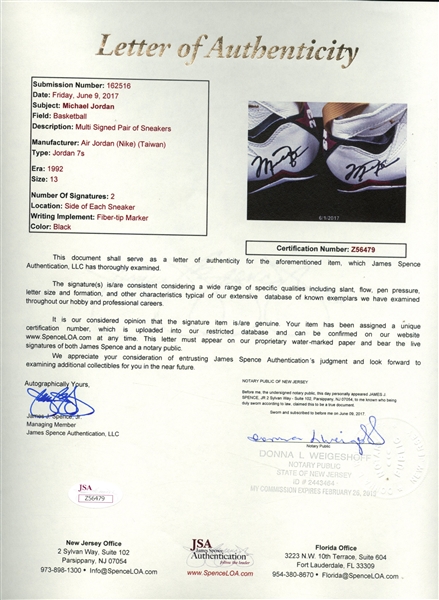 Letter of Authenticity
Submission Number: 162516
Date: Friday, June 9, 2017
Subject: Michael Jordan
Field: Basketball
Description: Multi Signed Pair of Sneakers
Manufacturer: Air Jordan (Nike) (Taiwan)
Type: Jordan 7s
Era: 1992
Size: 13
Number Of Signatures: 2
Location: Side of Each Sneaker
Writing Implement: Fiber-tip Marker
Color: Black
23
6/9/2017
Certification Number: Z56479
This document shall serve as a letter of authenticity for the aforementioned item, which James Spence
Authentication, LLC has thoroughly examined.
The signature(s) is/are consistent considering a wide range of specific qualities including slant, flow, pen pressure,
letter size and formation, and other characteristics typical of our extensive database of known exemplars we have examined
throughout our hobby and professional careers.
It is our considered opinion that the signature item is/are genuine. Your item has been assigned a unique
certification number, which is uploaded into our restricted database and can be confirmed on our website
www.SpenceLOA.com at any time. This letter must appear on our proprietary water-marked paper and bear the live
signatures of both James Spence and a notary public.
We appreciate your consideration of entrusting James Spence Authentication's judgment and look forward to
examining additional collectibles for you in the near future.
Autographically Yours,
James J. Spence, Jr.
Managing Member
James Spence Authentication, LLC
NOTARY PUBLIC OF NEW JERSEY
Before me, the undersigned notary public, this day personally appeared JAMES J.
SPENCE, JR 2 Sylvan Way - Suite 102, Parsippany, NJ 07054, to me known who being
duly sworn according to law, claimed this to be a true document.
Sworn and subscribed to before me on June 09, 2017.
Notary Public
DONNA L WEIGESHOFF
NOTARY PUBLIC
STATE OF NEW JERSEY
ID # 2445484
MY COMMISSION EXPIRES FEBRUARY
JSA
Z56479
New Jersey Office
2 Sylvan Way, Suite 102
Parsippany, NJ 07054
973-898-1300 • Info@SpenceLOA.com
JSA
James Spence
Authentication
follow the leader
www.SpenceLOA.com
Florida Office
3223 N.W. 10th Terrace, Suite 604
Fort Lauderdale, FL 33309
954-380-8670 • Florida@SpenceLOA.com